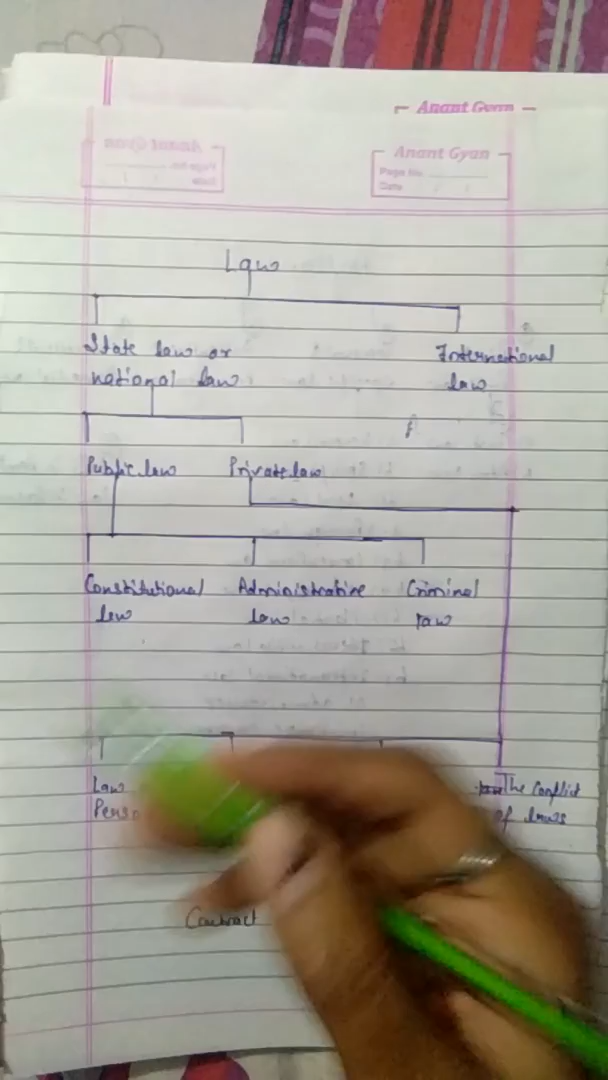 Anant Gyan
Anant Gyan
Page No.
Date
Law
State law or
national law
International
law
Public law
Private law
Constitutional
law
Administrative
law
Criminal
law
Law
Perso
The Conflict
of laws
Contract